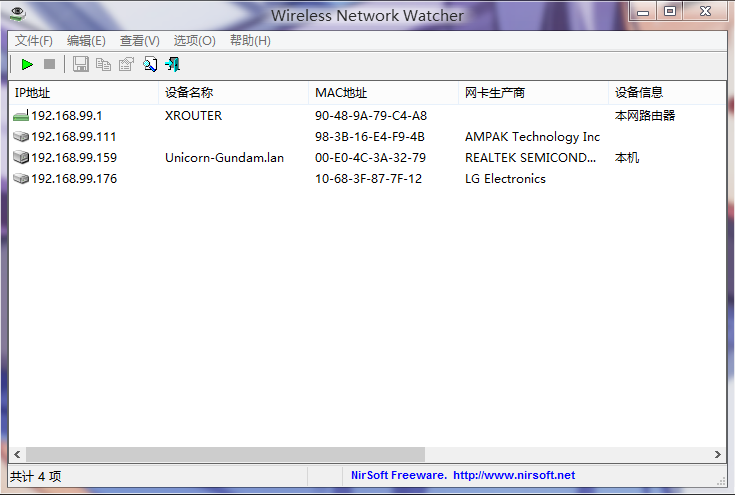 Wireless Network Watcher
文件(F) 编辑(E) 查看(V) 选项(O) 帮助(H)
IP地址 设备名称 MAC地址 网卡生产商 设备信息
192.168.99.1 XROUTER 90-48-9A-79-C4-A8 本网路由器
192.168.99.111 98-3B-16-E4-F9-4B AMPAK Technology Inc
192.168.99.159 Unicorn-Gundam.lan 00-E0-4C-3A-32-79 REALTEK SEMICOND... 本机
192.168.99.176 10-68-3F-87-7F-12 LG Electronics
共计 4 项 NirSoft Freeware. http://www.nirsoft.net